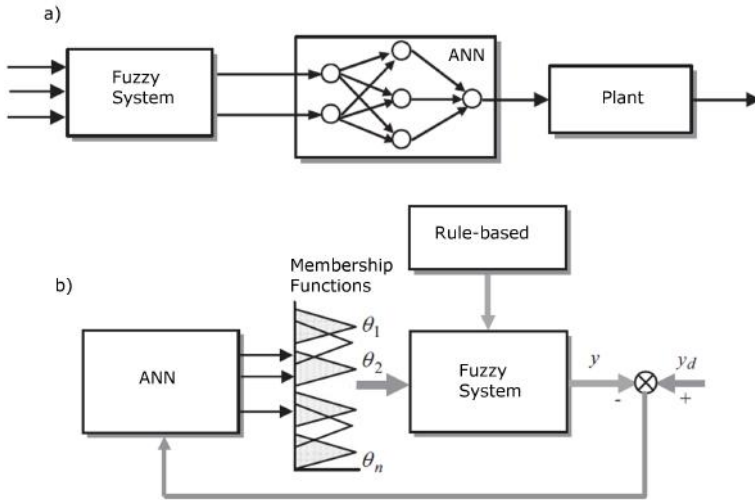 a)
Fuzzy
System
ANN
Plant
Rule-based
b)
Membership
Functions
θ1
θ2
θn
ANN
Fuzzy
System
y
yd
-
+